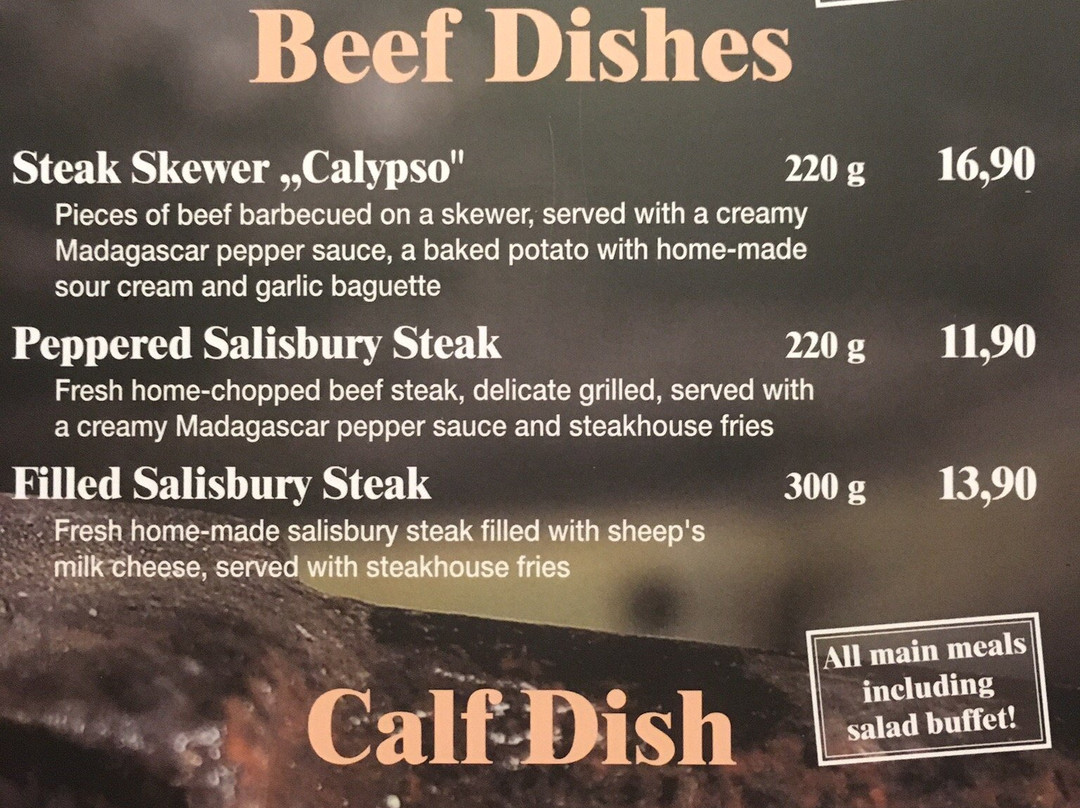 Beef Dishes
Steak Skewer „Calypso" 220 g 16,90
Pieces of beef barbecued on a skewer, served with a creamy
Madagascar pepper sauce, a baked potato with home-made
sour cream and garlic baguette
Peppered Salisbury Steak 220 g 11,90
Fresh home-chopped beef steak, delicate grilled, served with
a creamy Madagascar pepper sauce and steakhouse fries
Filled Salisbury Steak 300 g 13,90
Fresh home-made salisbury steak filled with sheep's
milk cheese, served with steakhouse fries
All main meals
including
salad buffet!
Calf Dish